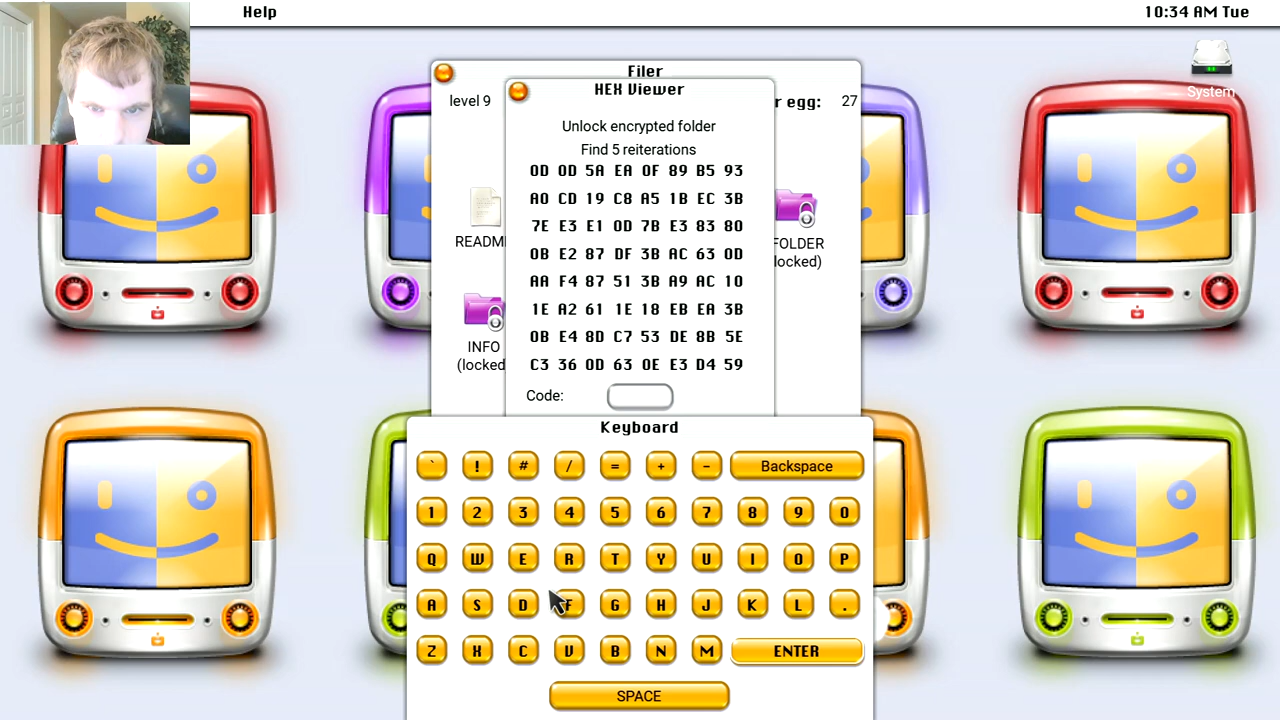 Help
10:34 AM Tue
Filer
System
level 9
HEX Viewer
r egg: 27
Unlock encrypted folder
Find 5 reiterations
0D 0D 5A EA 0F 89 B5 93
A0 CD 19 C8 A5 1B EC 3B
7E E3 E1 0D 7B E3 83 80
0B E2 87 DF 3B AC 63 0D
AA F4 87 51 3B A9 AC 10
1E A2 61 1E 18 EB EA 3B
0B E4 8D C7 53 DE 8B 5E
C3 36 0D 63 0E E3 D4 59
README
FOLDER
locked)
INFO
(locked
Code:
Keyboard
` ! # / = + - Backspace
1 2 3 4 5 6 7 8 9 0
Q W E R T Y U I O P
A S D F G H J K L .
Z X C V B N M ENTER
SPACE